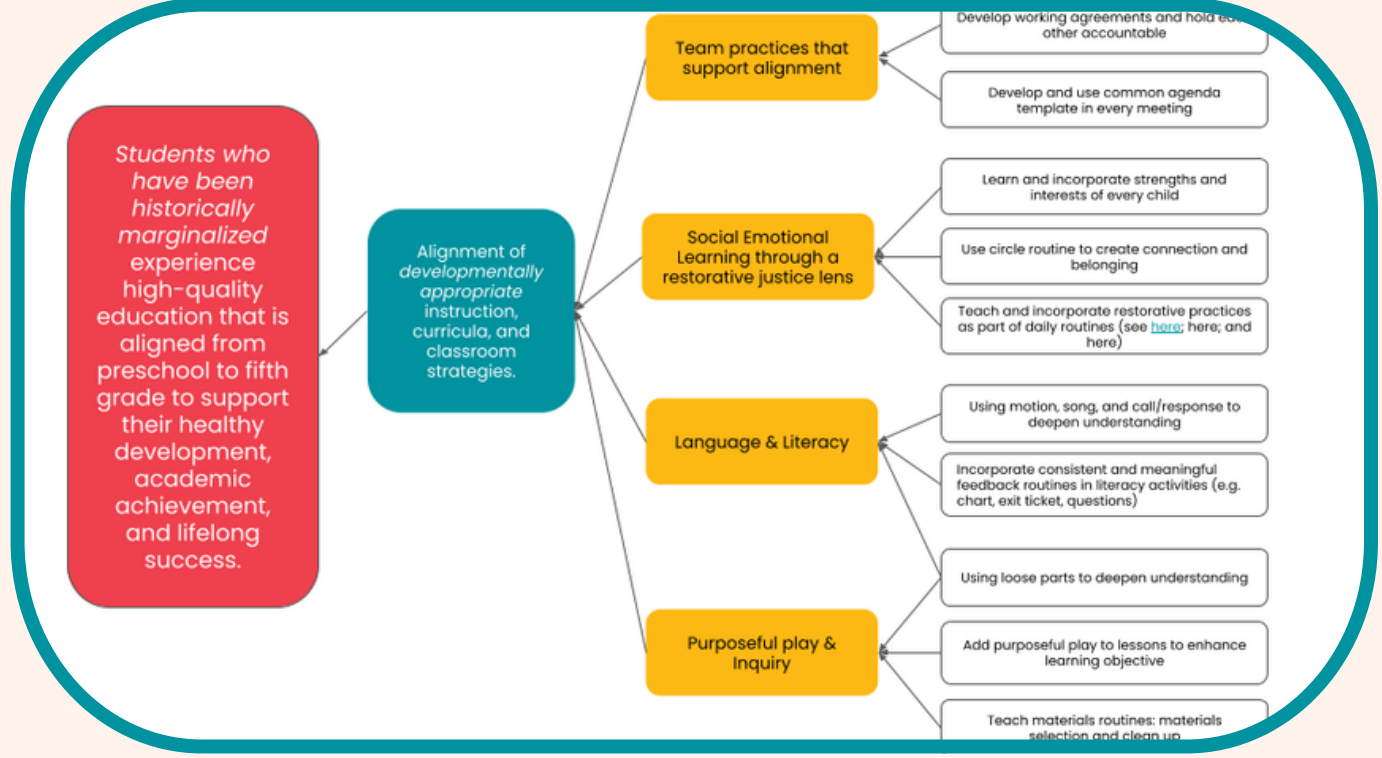 Students who
have been
historically
marginalized
experience
high-quality
education that is
aligned from
preschool to fifth
grade to support
their healthy
development,
academic
achievement,
and lifelong
success.
Alignment of
developmentally
appropriate
instruction,
curricula, and
classroom
strategies.
Team practices that
support alignment
Develop working agreements and hold
other accountable
Develop and use common agenda
template in every meeting
Social Emotional
Learning through a
restorative justice lens
Learn and incorporate strengths and
interests of every child
Use circle routine to create connection and
belonging
Teach and incorporate restorative practices
as part of daily routines (see here; here; and
here)
Language & Literacy
Using motion, song, and call/response to
deepen understanding
Incorporate consistent and meaningful
feedback routines in literacy activities (e.g.
chart, exit ticket, questions)
Using loose parts to deepen understanding
Purposeful play &
Inquiry
Add purposeful play to lessons to enhance
learning objective
Teach materials routines: materials
selection and clean up